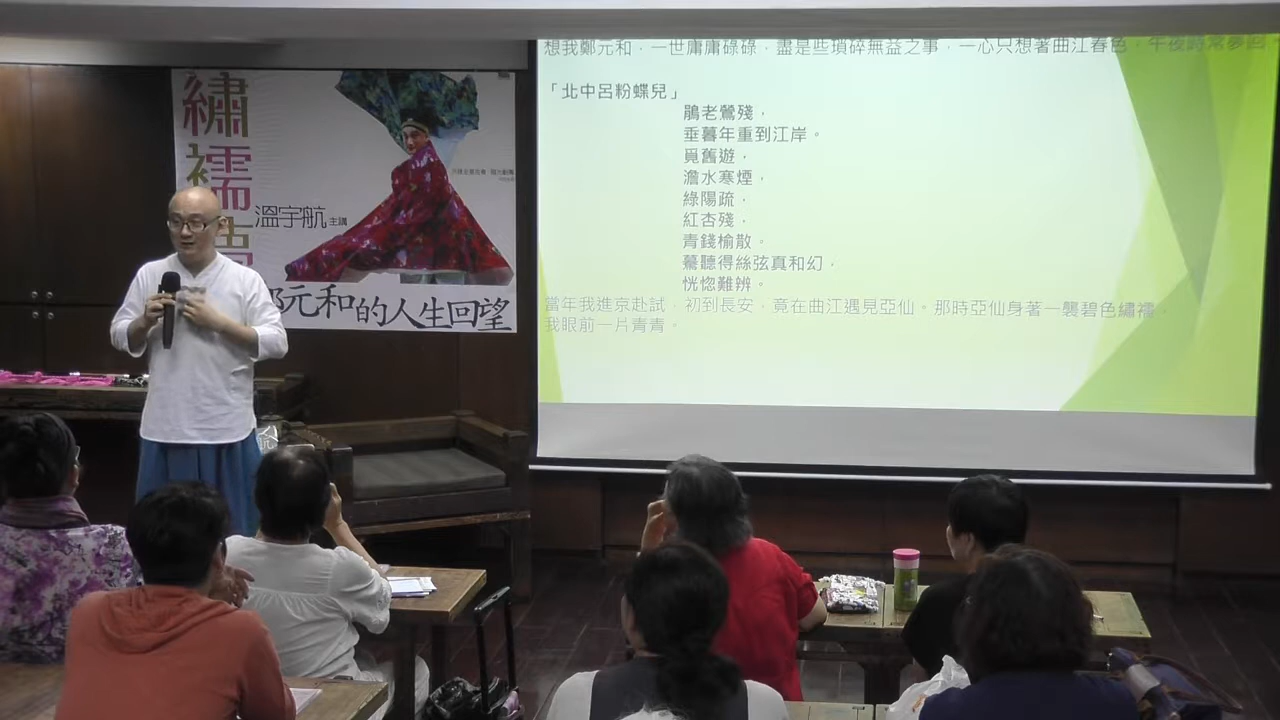 繡
襦
溫宇航 主講
鄭元和的人生回望
想我鄭元和，一世庸庸碌碌，盡是些瑣碎無益之事，一心只想著曲江春色，午夜時常夢回
「北中呂粉蝶兒」
鵑老鶯殘，
垂暮年重到江岸。
覓舊遊，
澹水寒煙，
綠陽疏，
紅杏殘，
青錢榆散。
驀聽得絲弦真和幻，
恍惚難辨。
當年我進京赴試，初到長安，竟在曲江遇見亞仙。那時亞仙身著一襲碧色繡襦，
我眼前一片青青。